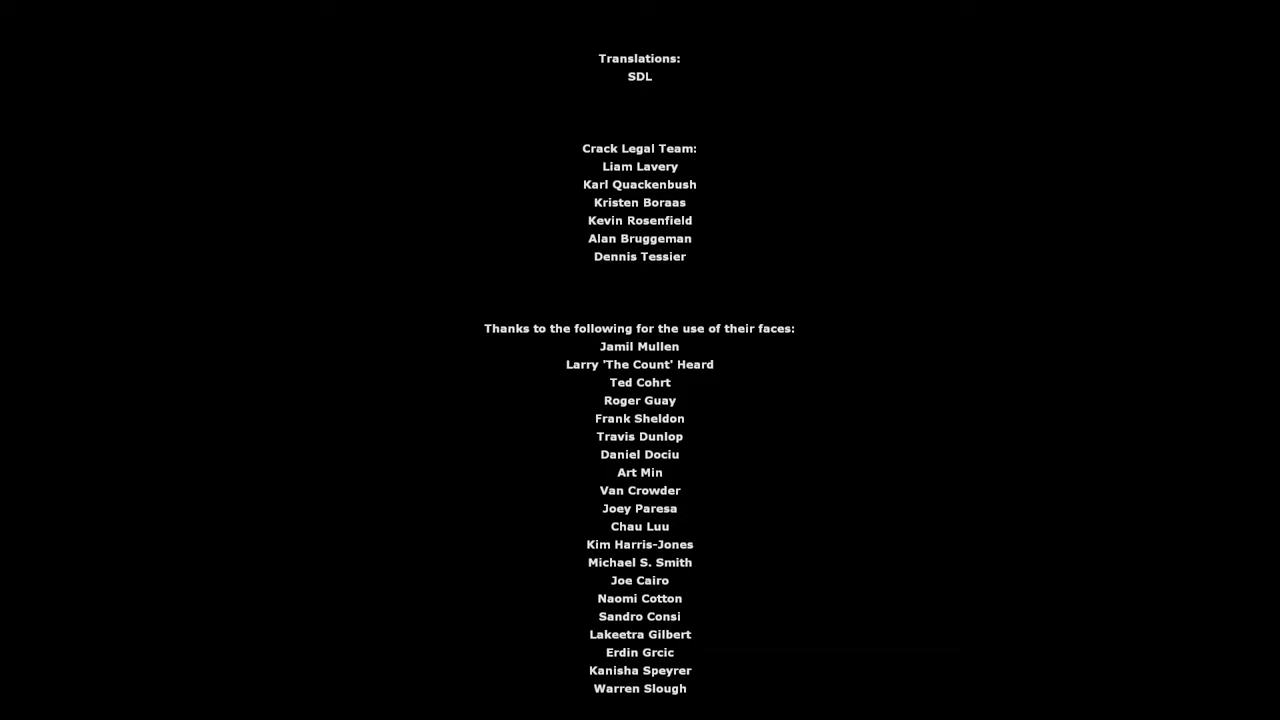 Translations:
SDL
Crack Legal Team:
Liam Lavery
Karl Quackenbush
Kristen Boraas
Kevin Rosenfield
Alan Bruggeman
Dennis Tessier
Thanks to the following for the use of their faces:
Jamil Mullen
Larry 'The Count' Heard
Ted Cohrt
Roger Guay
Frank Sheldon
Travis Dunlop
Daniel Dociu
Art Min
Van Crowder
Joey Paresa
Chau Luu
Kim Harris-Jones
Michael S. Smith
Joe Cairo
Naomi Cotton
Sandro Consi
Lakeetra Gilbert
Erdin Grcic
Kanisha Speyrer
Warren Slough